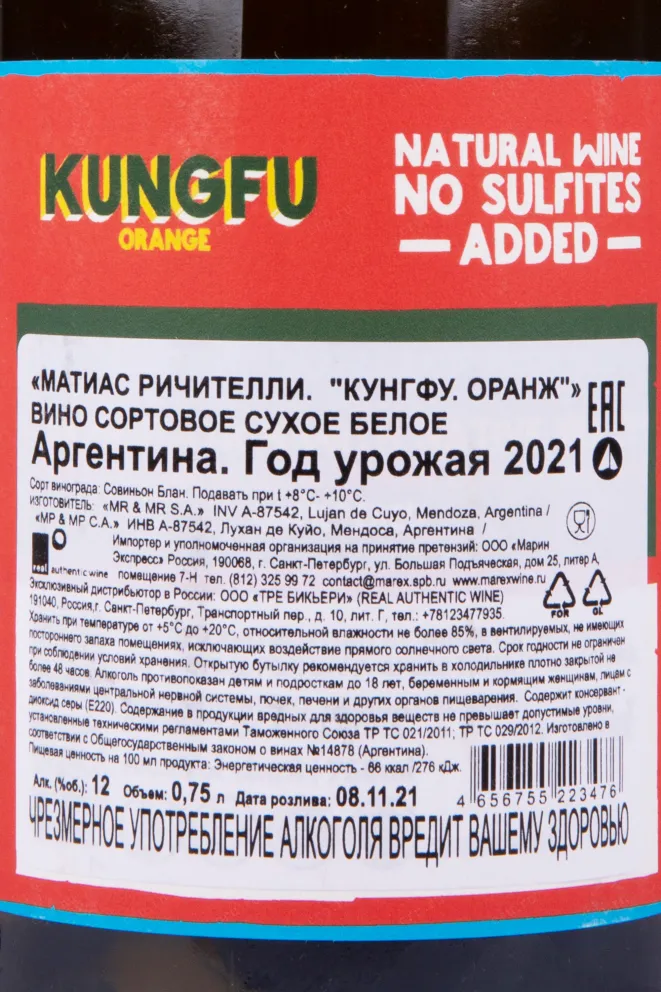 KUNGFU
ORANGE
NATURAL WINE
NO SULFITES
— ADDED —
«МАТИАС РИЧИТЕЛЛИ. "КУНГФУ. ОРАНЖ"»
ВИНО СОРТОВОЕ СУХОЕ БЕЛОЕ
EAC
Аргентина. Год урожая 2021
Сорт винограда: Совиньон Блан. Подавать при t +8°C- +10°C.
ИЗГОТОВИТЕЛЬ: «MR & MR S.A.» INV A-87542, Lujan de Cuyo, Mendoza, Argentina /
«МР & МР С.А.» ИНВ А-87542, Лухан де Куйо, Мендоса, Аргентина /
Импортер и уполномоченная организация на принятие претензий: ООО «Марин
Экспресс» Россия, 190068, г. Санкт-Петербург, ул. Большая Подъяческая, дом 25, литер А,
real authentic wine помещение 7-Н тел. (812) 325 99 72 contact@marex.spb.ru www.marexwine.ru
Эксклюзивный дистрибьютор в России: ООО «ТРЕ БИКЬЕРИ» (REAL AUTHENTIC WINE)
191040, Россия,г. Санкт-Петербург, Транспортный пер., д. 10, лит. Г, тел.: +78123477935.
FOR GL
Хранить при температуре от +5°C до +20°C, относительной влажности не более 85%, в вентилируемых, не имеющих
постороннего запаха помещениях, исключающих воздействие прямого солнечного света. Срок годности не ограничен
при соблюдении условий хранения. Открытую бутылку рекомендуется хранить в холодильнике плотно закрытой не
более 48 часов. Алкоголь противопоказан детям и подросткам до 18 лет, беременным и кормящим женщинам, лицам с
заболеваниями центральной нервной системы, почек, печени и других органов пищеварения. Содержит консервант -
диоксид серы (Е220). Содержание в продукции вредных для здоровья веществ не превышает допустимые уровни,
установленные техническими регламентами Таможенного Союза ТР ТС 021/2011; ТР ТС 029/2012. Изготовлено в
соответствии с Общегосударственным законом о винах №14878 (Аргентина).
Пищевая ценность на 100 мл продукта: Энергетическая ценность - 66 ккал /276 кДж.
Алк. (%об.): 12 Объем: 0,75 л Дата розлива: 08.11.21
4 656755 223476
ЧРЕЗМЕРНОЕ УПОТРЕБЛЕНИЕ АЛКОГОЛЯ ВРЕДИТ ВАШЕМУ ЗДОРОВЬЮ